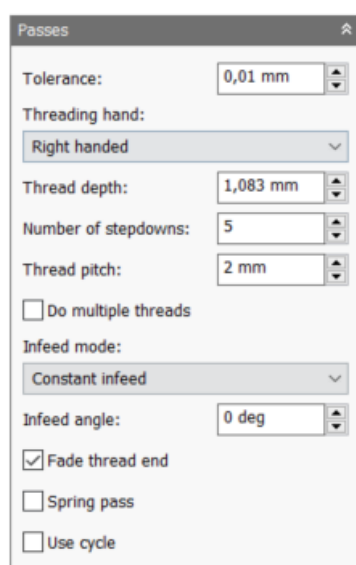 Passes
Tolerance: 0,01 mm
Threading hand:
Right handed
Thread depth: 1,083 mm
Number of stepdowns: 5
Thread pitch: 2 mm
Do multiple threads
Infeed mode:
Constant infeed
Infeed angle: 0 deg
Fade thread end
Spring pass
Use cycle